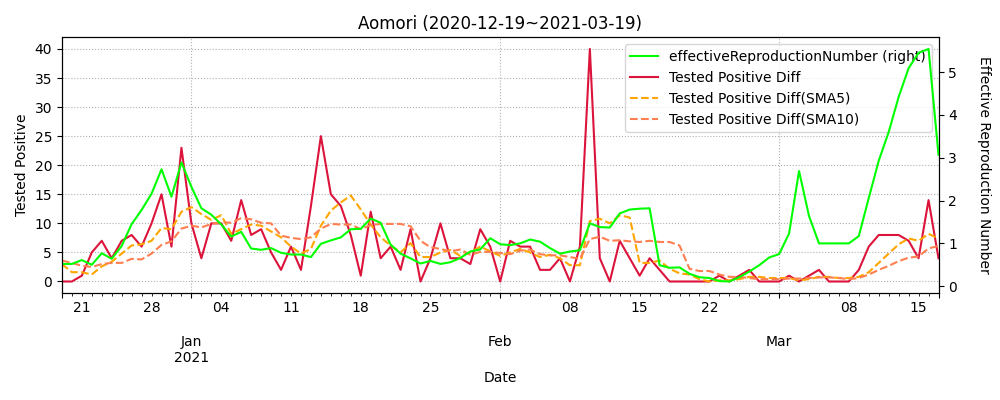 Aomori (2020-12-19~2021-03-19)
effectiveReproductionNumber (right)
Tested Positive Diff
Tested Positive Diff(SMA5)
Tested Positive Diff(SMA10)
Tested Positive
40
35
30
25
20
15
10
5
0
Effective Reproduction Number
5
4
3
2
1
0
21 28 04 11 18 25 08 15 22 08 15
Jan Feb Mar
2021
Date